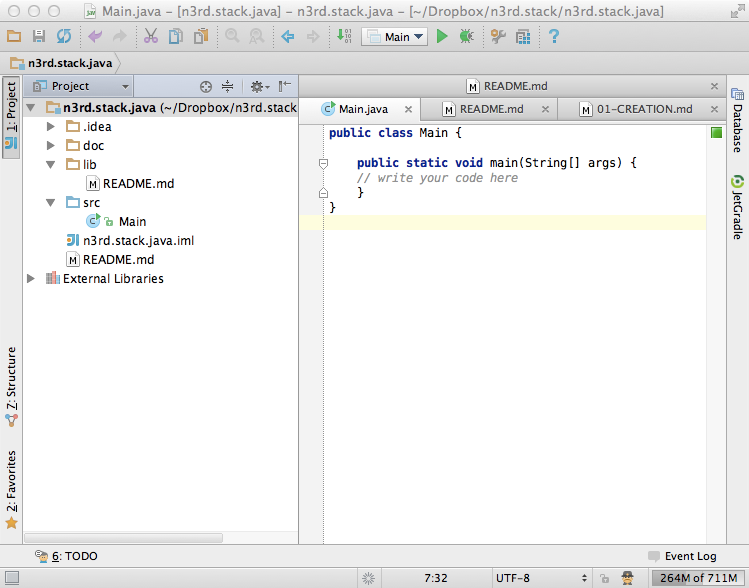 Main.java – [n3rd.stack.java] – n3rd.stack.java – [~/Dropbox/n3rd.stack/n3rd.stack.java]
Main
n3rd.stack.java
1: Project
Project
n3rd.stack.java (~/Dropbox/n3rd.stack
.idea
doc
lib
README.md
src
Main
n3rd.stack.java.iml
README.md
External Libraries
README.md
Main.java
README.md
01-CREATION.md
public class Main {
public static void main(String[] args) {
// write your code here
}
}
Database
JetGradle
7: Structure
2: Favorites
6: TODO
Event Log
7:32
UTF-8
264M of 711M